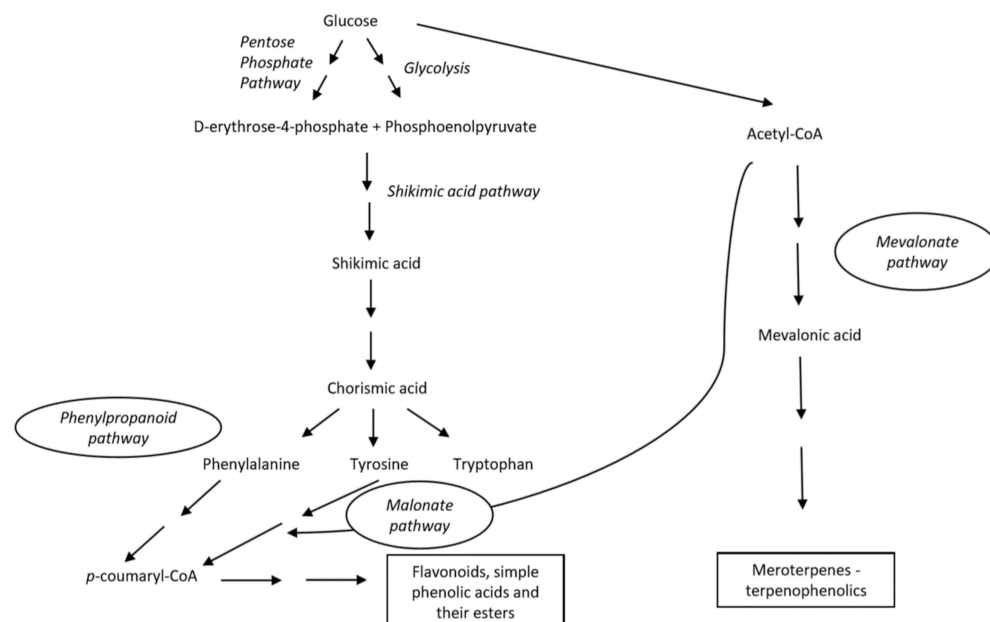 Glucose
Pentose
Phosphate
Pathway
Glycolysis
D-erythrose-4-phosphate + Phosphoenolpyruvate
Acetyl-CoA
Shikimic acid pathway
Mevalonate
pathway
Shikimic acid
Mevalonic acid
Chorismic acid
Phenylpropanoid
pathway
Phenylalanine
Tyrosine
Tryptophan
Malonate
pathway
p-coumaryl-CoA
Flavonoids, simple
phenolic acids and
their esters
Meroterpenes -
terpenophenolics